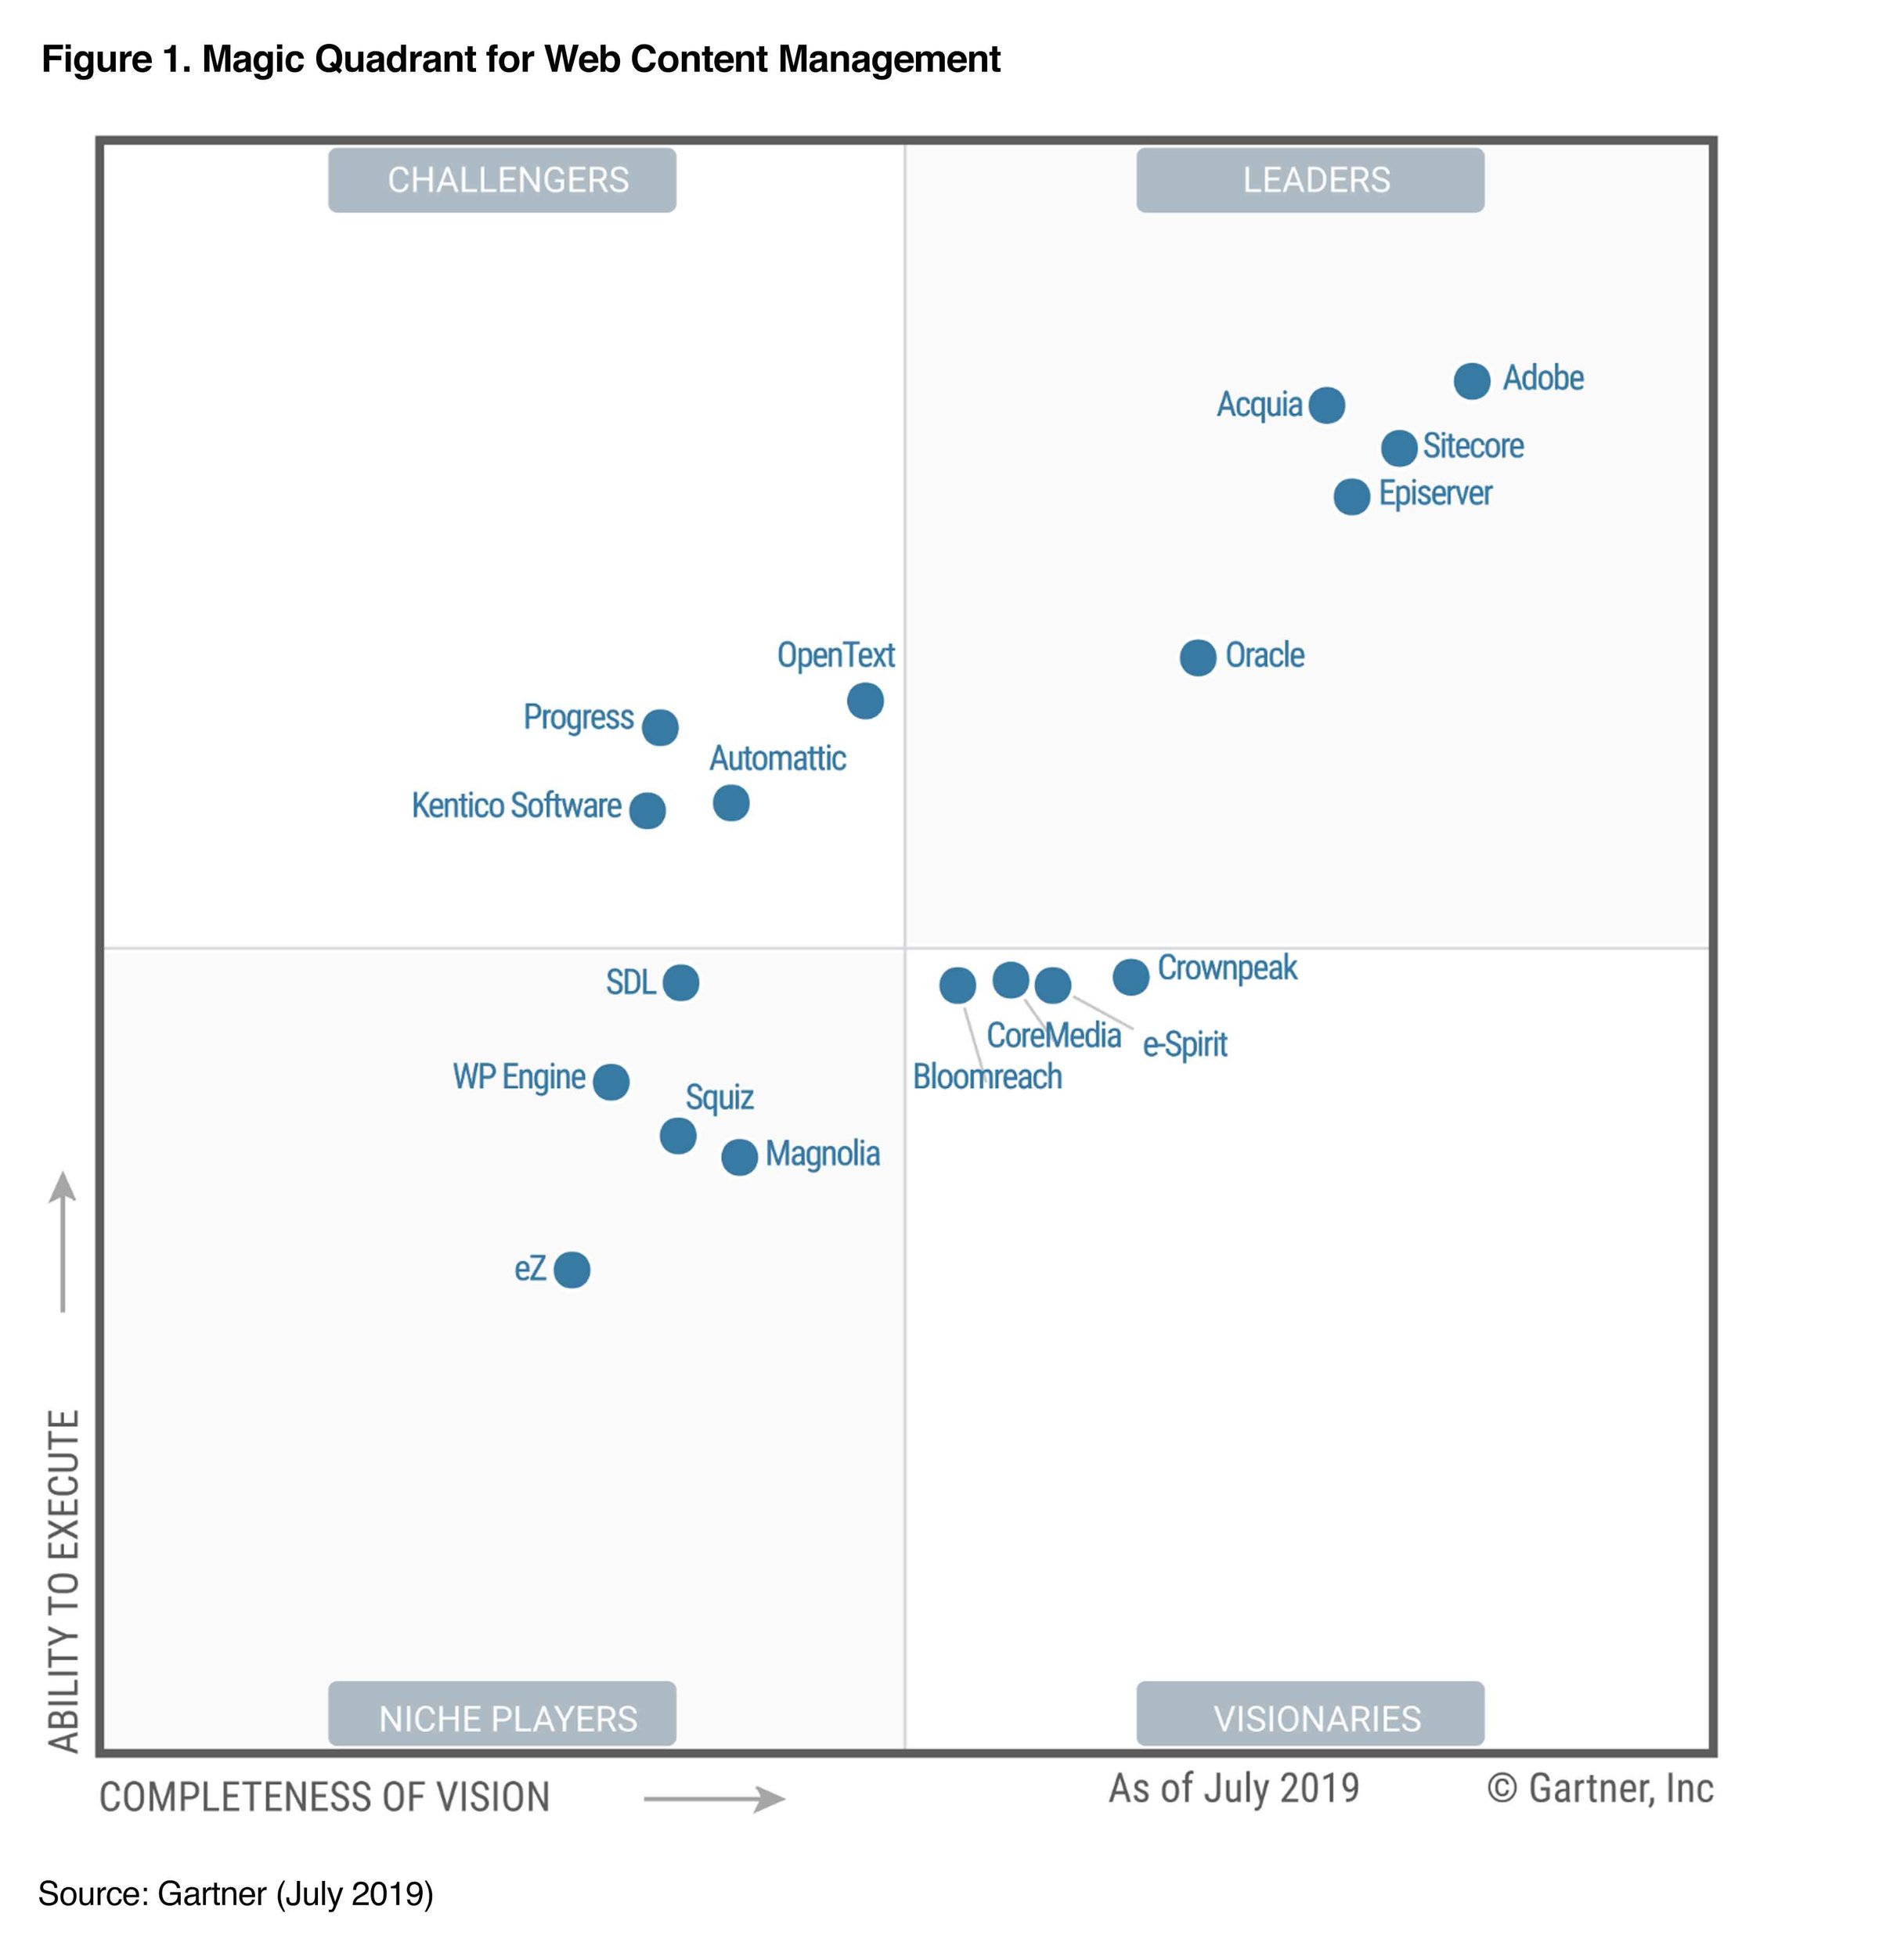 Figure 1. Magic Quadrant for Web Content Management
CHALLENGERS
LEADERS
Adobe
Acquia
Sitecore
Episerver
OpenText
Oracle
Progress
Automattic
Kentico Software
SDL
Crownpeak
CoreMedia
e-Spirit
WP Engine
Bloomreach
Squiz
Magnolia
eZ
ABILITY TO EXECUTE
NICHE PLAYERS
VISIONARIES
COMPLETENESS OF VISION
As of July 2019
© Gartner, Inc
Source: Gartner (July 2019)